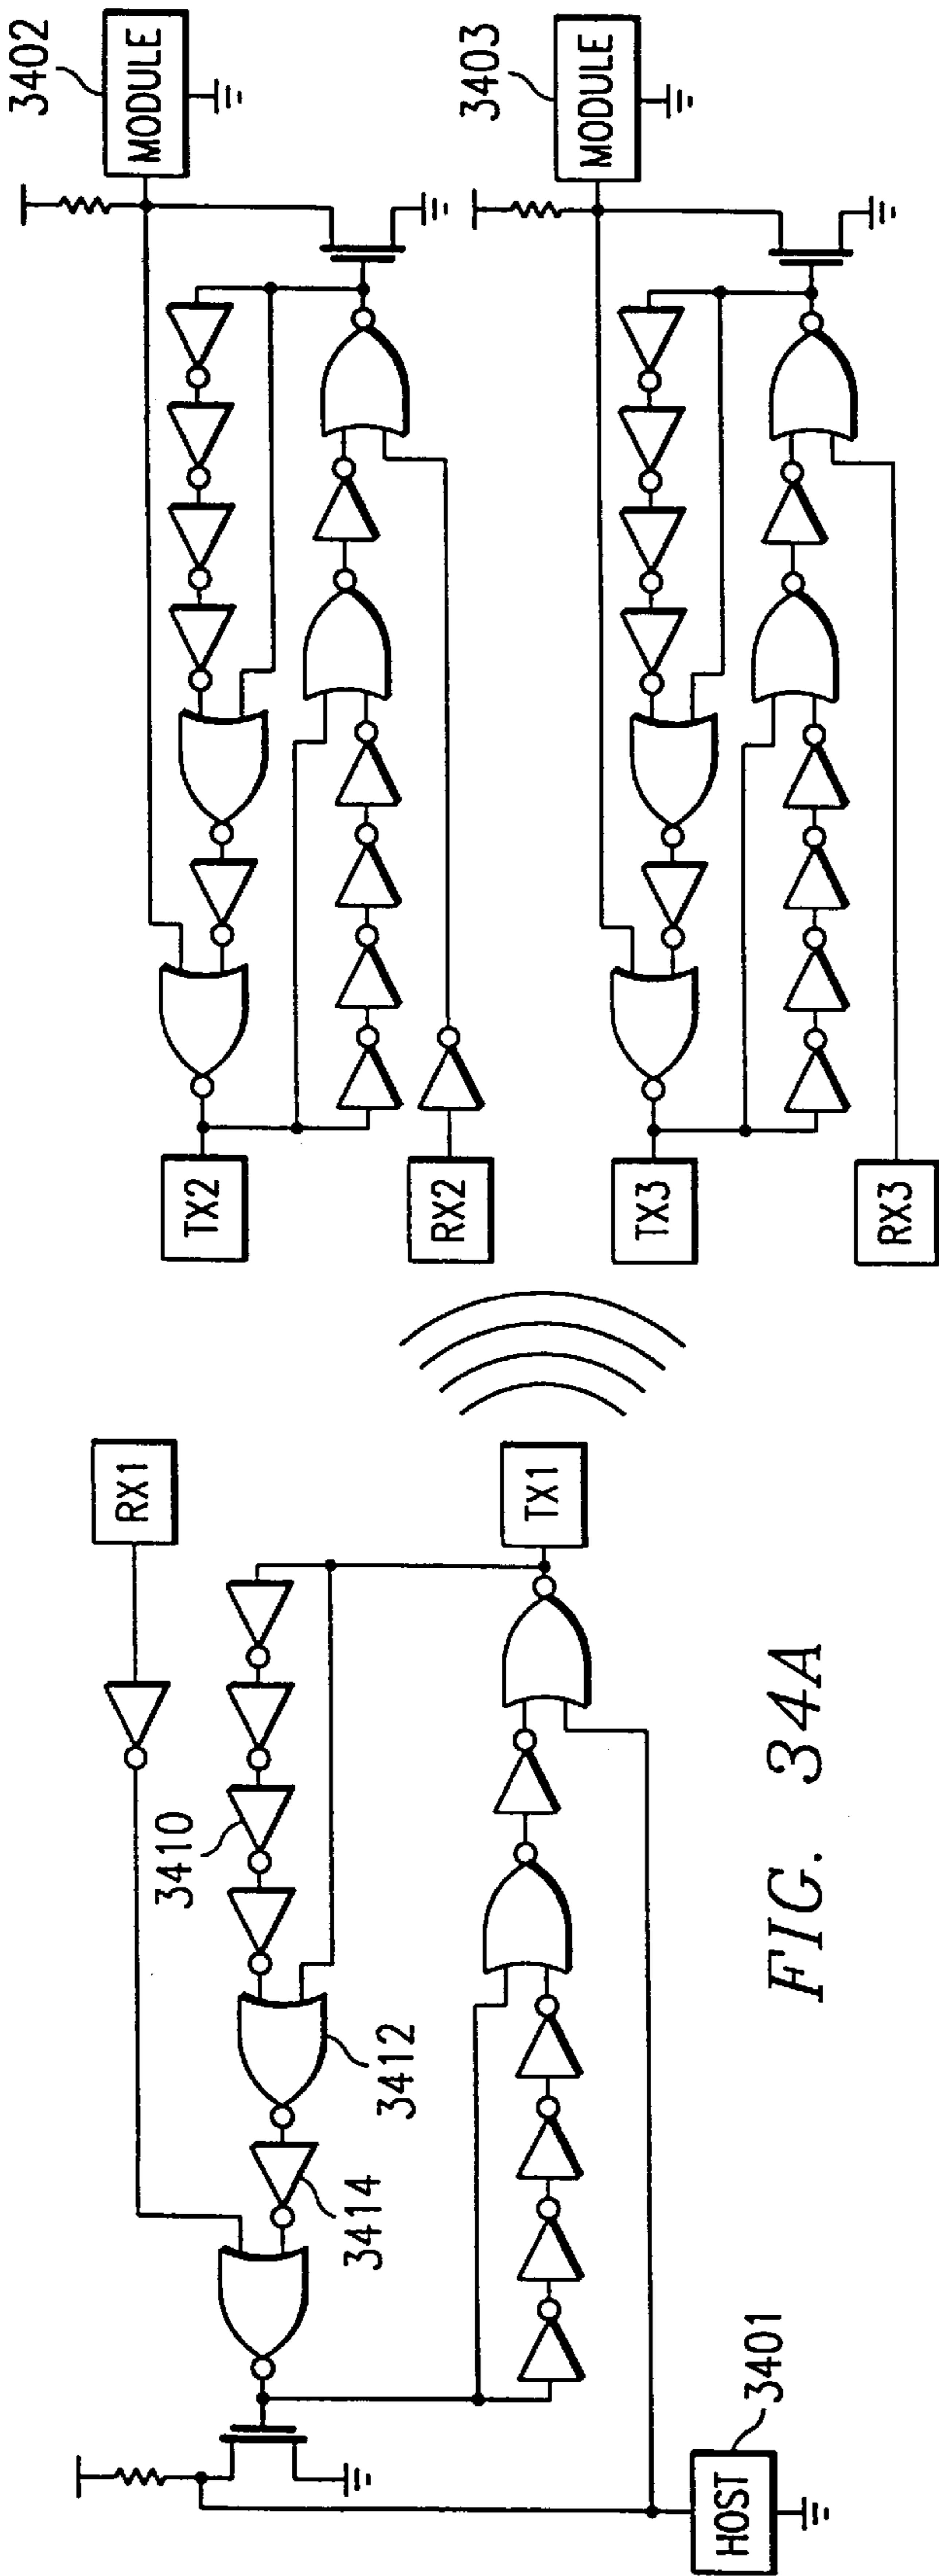 3402
MODULE
3403
MODULE
TX2
RX2
TX3
RX3
RX1
TX1
3410
3412
3414
HOST
3401
FIG. 34A